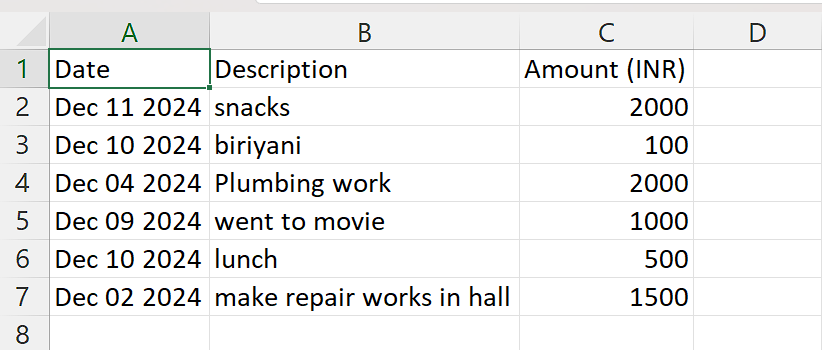 A B C D
1 Date Description Amount (INR)
2 Dec 11 2024 snacks 2000
3 Dec 10 2024 biriyani 100
4 Dec 04 2024 Plumbing work 2000
5 Dec 09 2024 went to movie 1000
6 Dec 10 2024 lunch 500
7 Dec 02 2024 make repair works in hall 1500
8